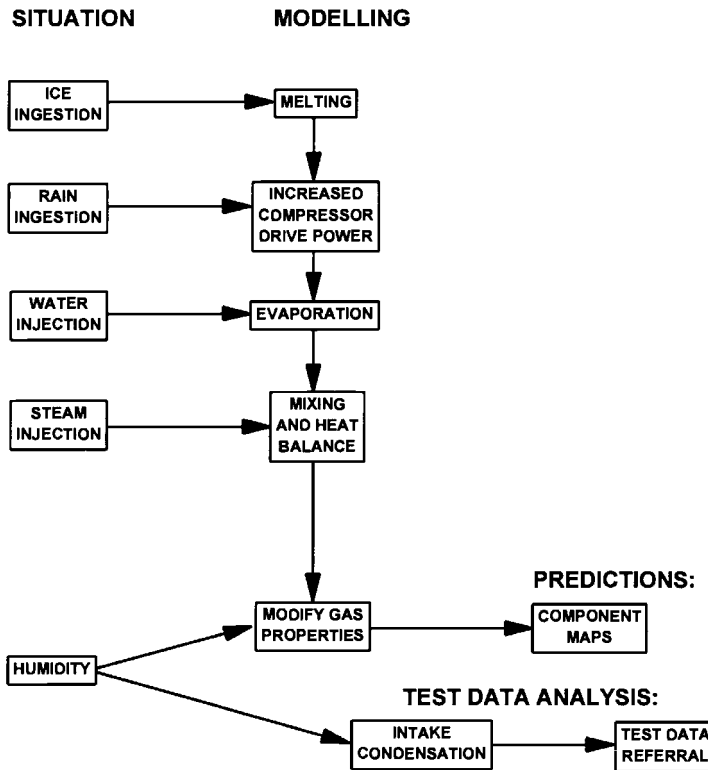 SITUATION
MODELLING
ICE
INGESTION
MELTING
RAIN
INGESTION
INCREASED
COMPRESSOR
DRIVE POWER
WATER
INJECTION
EVAPORATION
STEAM
INJECTION
MIXING
AND HEAT
BALANCE
PREDICTIONS:
MODIFY GAS
PROPERTIES
COMPONENT
MAPS
HUMIDITY
TEST DATA ANALYSIS:
INTAKE
CONDENSATION
TEST DATA
REFERRAL